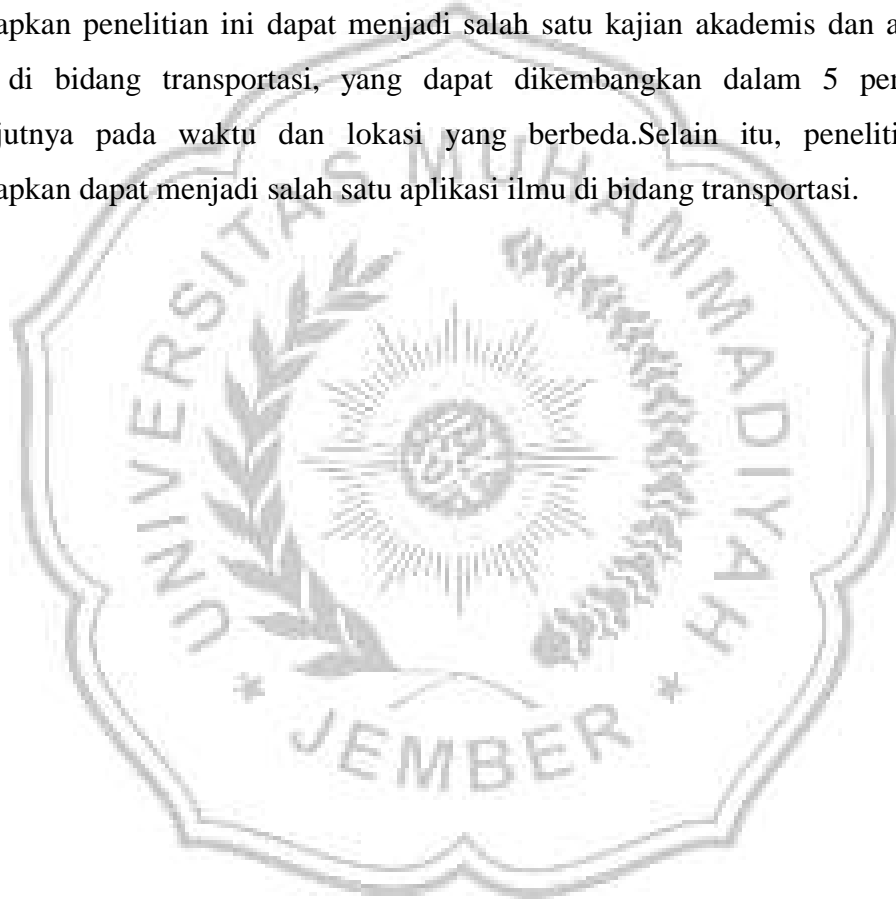 apkan penelitian ini dapat menjadi salah satu kajian akademis dan a
di bidang transportasi, yang dapat dikembangkan dalam 5 per
jutnya pada waktu dan lokasi yang berbeda.Selain itu, peneliti
apkan dapat menjadi salah satu aplikasi ilmu di bidang transportasi.
UNIVERSITAS MUHAMMADIYAH
JEMBER